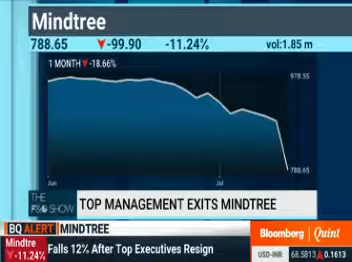 Mindtree
788.65 ▼-99.90 -11.24% vol:1.85 m
1 MONTH ▼-18.66%
978.55
788.65
Jun Jul
THE F&O SHOW
TOP MANAGEMENT EXITS MINDTREE
BQ ALERT MINDTREE
Mindtre
▼-11.24%
Falls 12% After Top Executives Resign
Bloomberg | Quint
USD-INR 68.5813 ▲ 0.1613